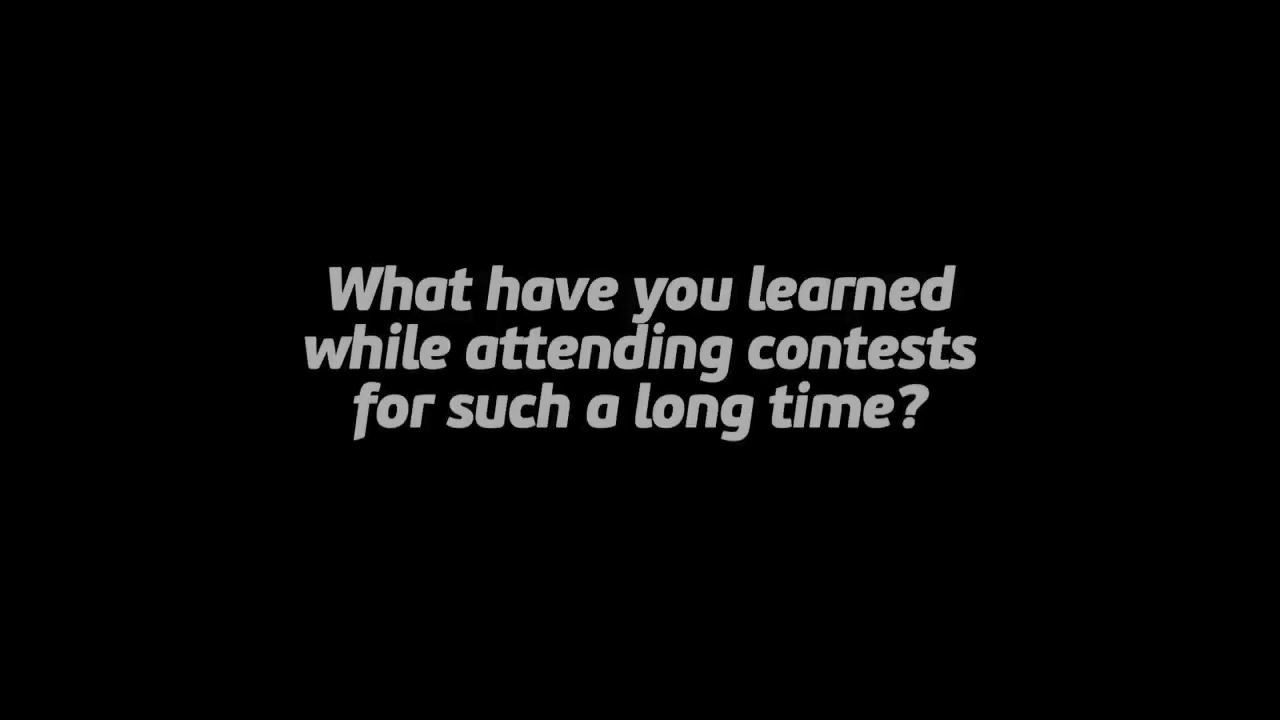 What have you learned
while attending contests
for such a long time?